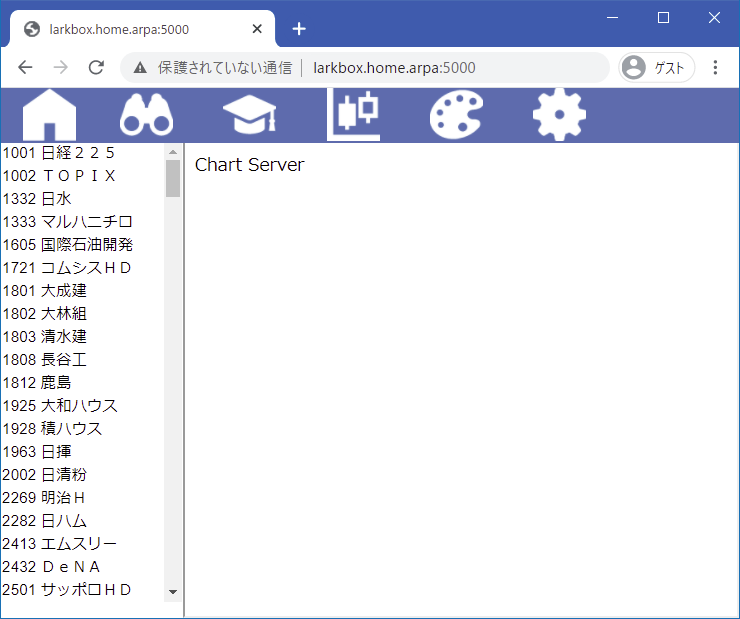 larkbox.home.arpa:5000
保護されていない通信
larkbox.home.arpa:5000
ゲスト
1001 日経２２５
1002 ＴＯＰＩＸ
1332 日水
1333 マルハニチロ
1605 国際石油開発
1721 コムシスＨＤ
1801 大成建
1802 大林組
1803 清水建
1808 長谷工
1812 鹿島
1925 大和ハウス
1928 積ハウス
1963 日揮
2002 日清粉
2269 明治Ｈ
2282 日ハム
2413 エムスリー
2432 ＤｅＮＡ
2501 サッポロＨＤ
Chart Server